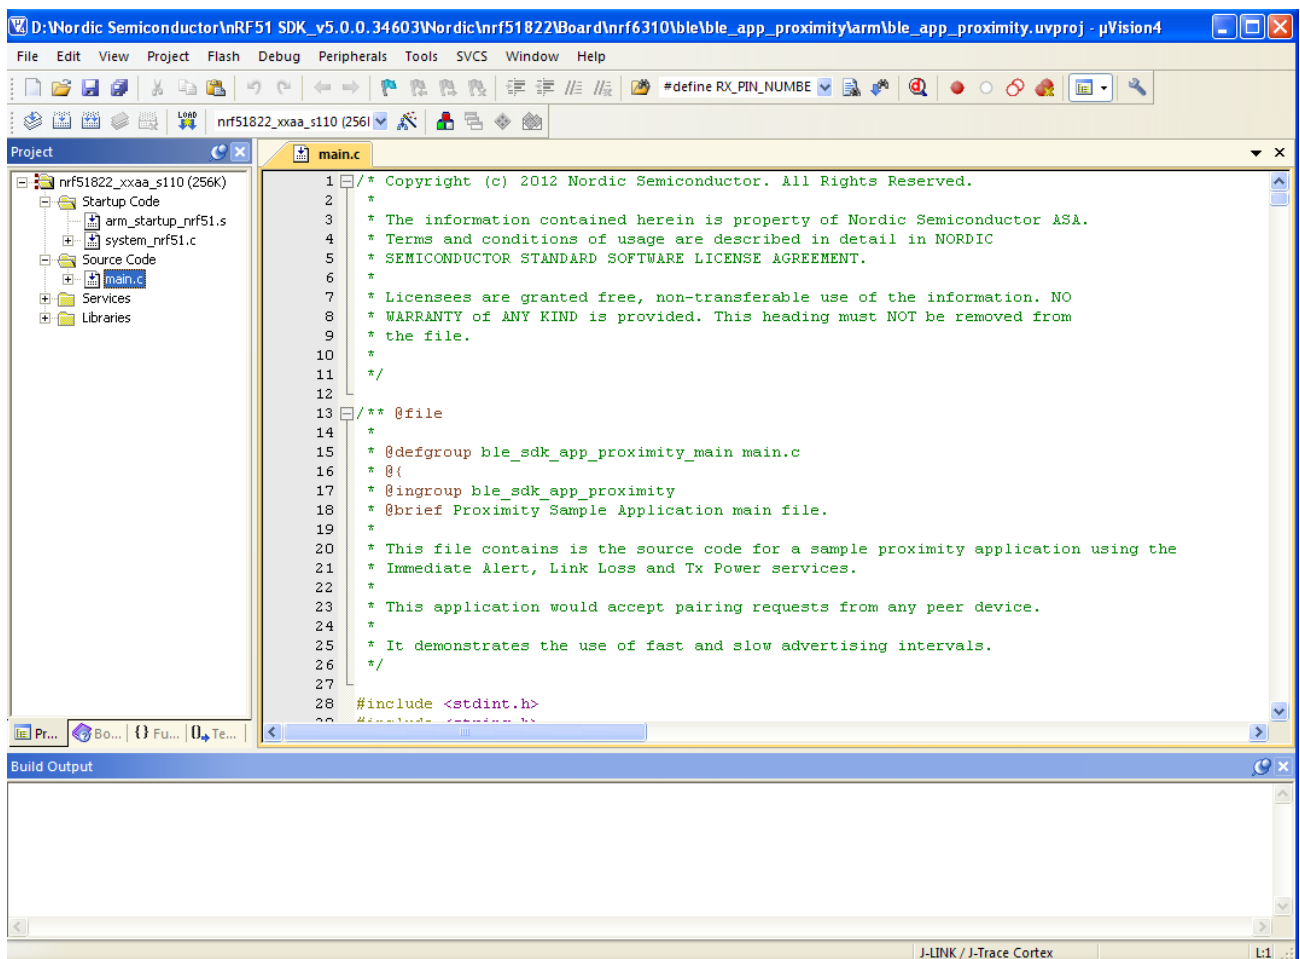 D:\Nordic Semiconductor\nRF51 SDK_v5.0.0.34603\Nordic\nrf51822\Board\nrf6310\ble\ble_app_proximity\arm\ble_app_proximity.uvproj - µVision4
File Edit View Project Flash Debug Peripherals Tools SVCS Window Help
#define RX_PIN_NUMBE
LOAD nrf51822_xxaa_s110 (256
Project
main.c
nrf51822_xxaa_s110 (256K)
Startup Code
arm_startup_nrf51.s
system_nrf51.c
Source Code
main.c
Services
Libraries
Pr... Bo... {} Fu... 0 Te...
1 /* Copyright (c) 2012 Nordic Semiconductor. All Rights Reserved.
2 *
3 * The information contained herein is property of Nordic Semiconductor ASA.
4 * Terms and conditions of usage are described in detail in NORDIC
5 * SEMICONDUCTOR STANDARD SOFTWARE LICENSE AGREEMENT.
6 *
7 * Licensees are granted free, non-transferable use of the information. NO
8 * WARRANTY of ANY KIND is provided. This heading must NOT be removed from
9 * the file.
10 *
11 */
12
13 /** @file
14 *
15 * @defgroup ble_sdk_app_proximity_main main.c
16 * @{
17 * @ingroup ble_sdk_app_proximity
18 * @brief Proximity Sample Application main file.
19 *
20 * This file contains is the source code for a sample proximity application using the
21 * Immediate Alert, Link Loss and Tx Power services.
22 *
23 * This application would accept pairing requests from any peer device.
24 *
25 * It demonstrates the use of fast and slow advertising intervals.
26 */
27
28 #include <stdint.h>
29 #include <string.h>
Build Output
J-LINK / J-Trace Cortex
L:1